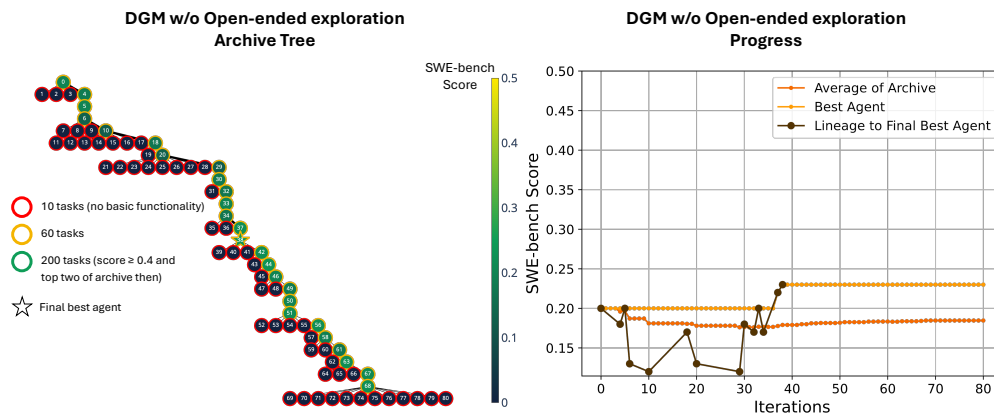 DGM w/o Open-ended exploration
Archive Tree
SWE-bench
Score
0
1 2 3 4
5
6
7 8 9 10
11 12 13 14 15 16 17 18
19 20
21 22 23 24 25 26 27 28 29
30
31 32
33
34
35 36 37
39 40 41 42
43 44
45 46
47 48 49
50
51
52 53 54 55 56
57 58
59 60 61
62 63
64 65 66 67
68
69 70 71 72 73 74 75 76 77 78 79 80
10 tasks (no basic functionality)
60 tasks
200 tasks (score ≥ 0.4 and
top two of archive then)
Final best agent
0.5
0.4
0.3
0.2
0.1
0
DGM w/o Open-ended exploration
Progress
Average of Archive
Best Agent
Lineage to Final Best Agent
SWE-bench Score
0.50
0.45
0.40
0.35
0.30
0.25
0.20
0.15
0 10 20 30 40 50 60 70 80
Iterations